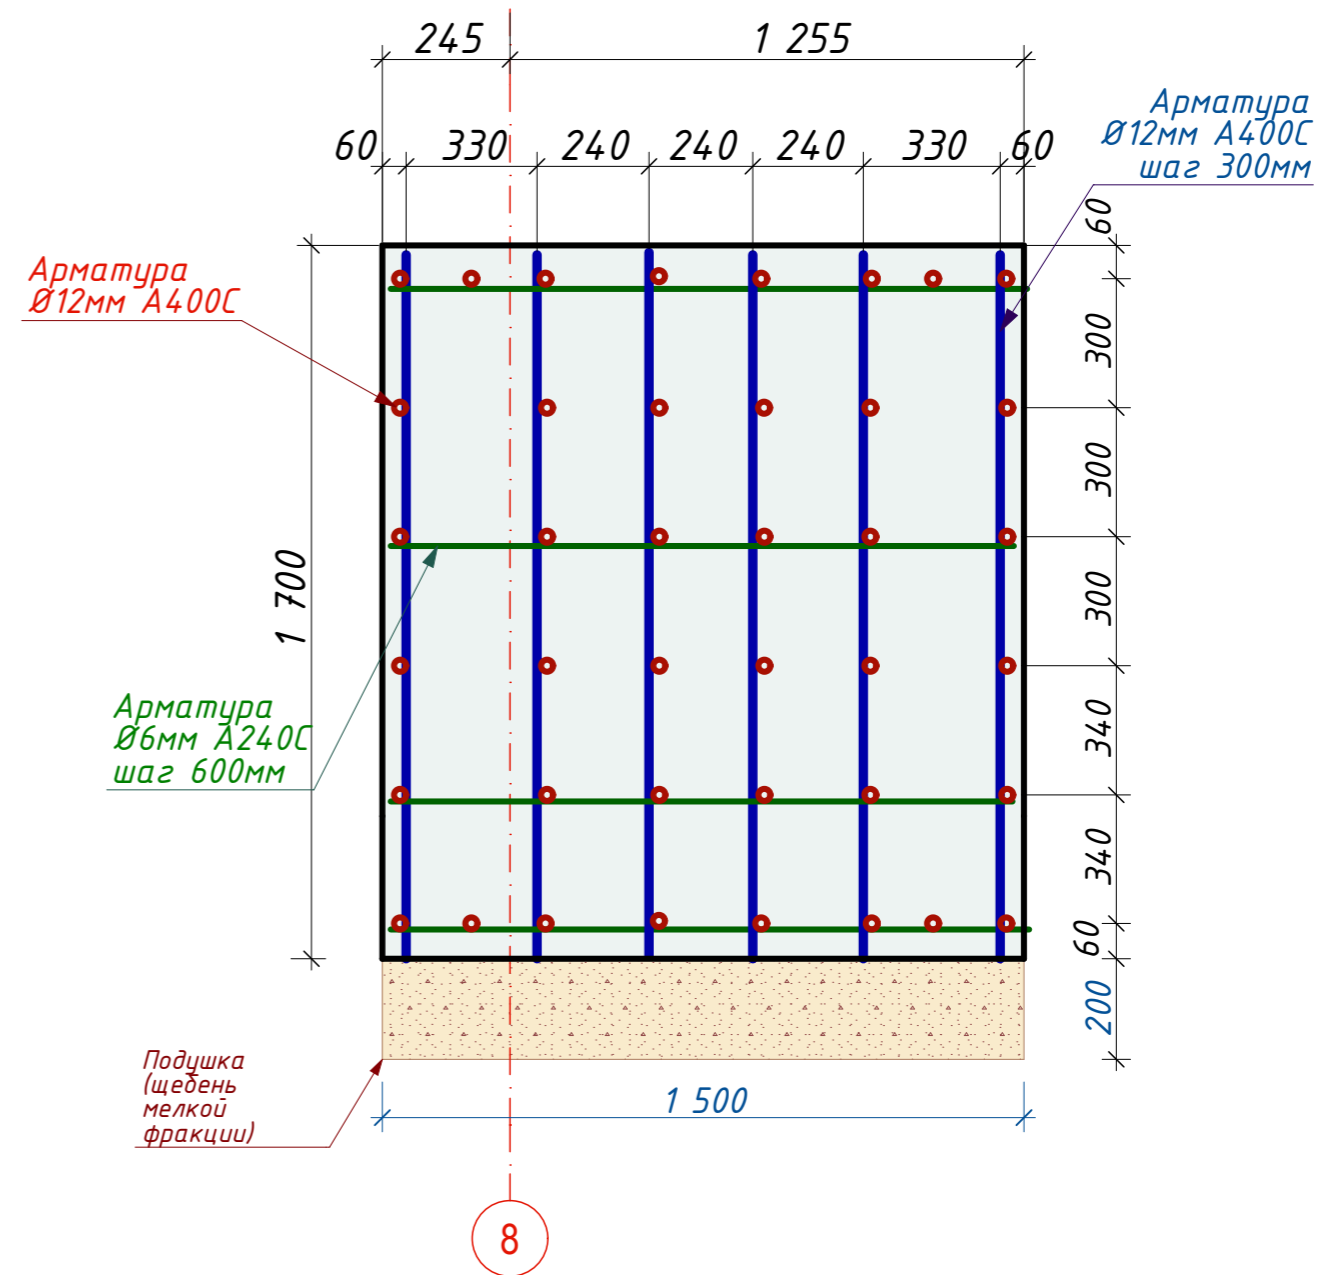 245
1 255
60
330
240
240
240
330
60
Арматура
Ø12мм А400С
шаг 300мм
60
Арматура
Ø12мм А400С
300
300
1 700
300
Арматура
Ø6мм А240С
шаг 600мм
340
340
60
200
Подушка
(щебень
мелкой
фракции)
1 500
8